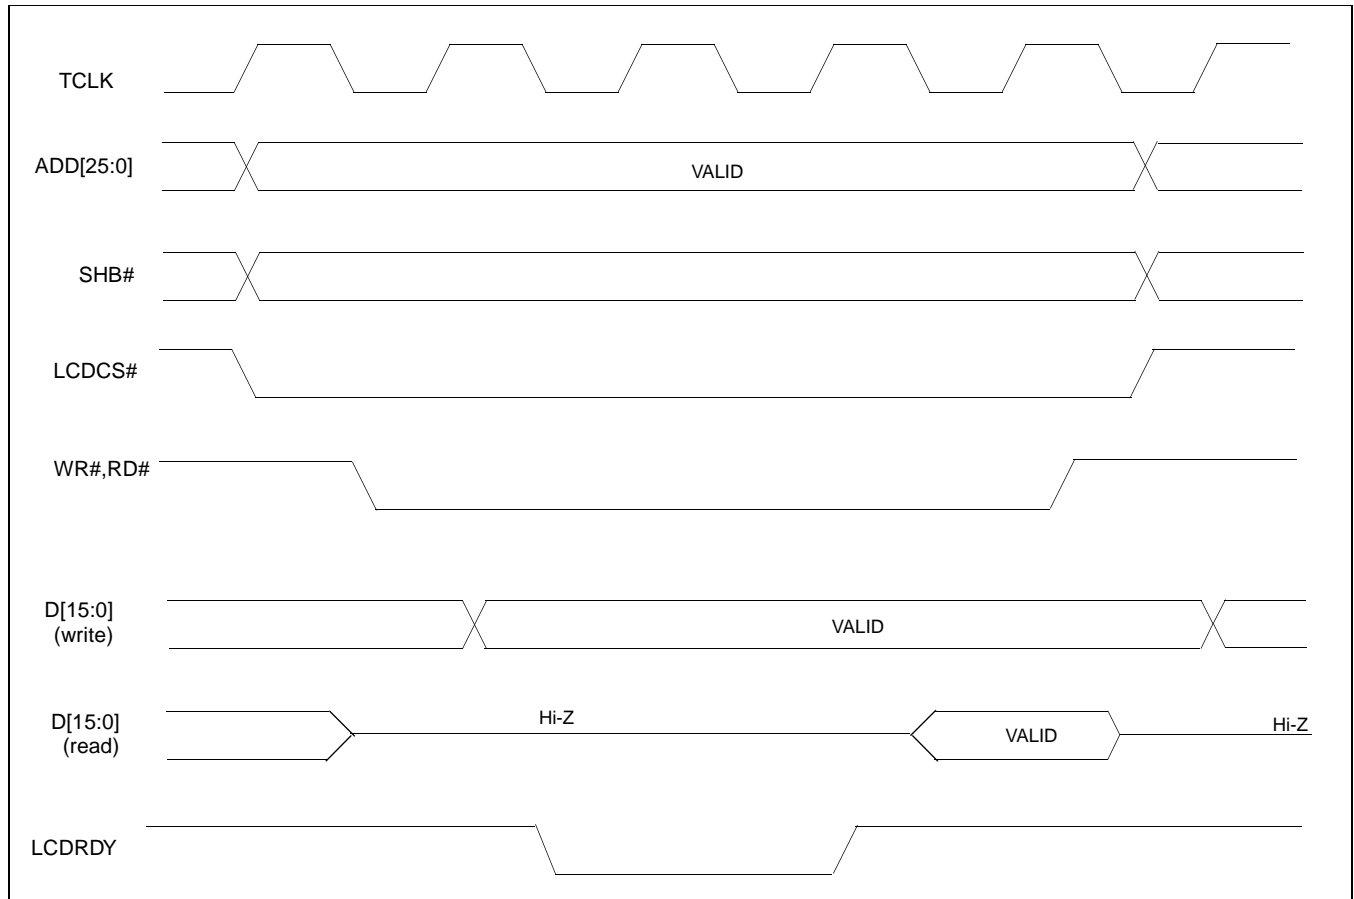 TCLK
ADD[25:0]
VALID
SHB#
LCDCS#
WR#,RD#
D[15:0]
(write)
VALID
D[15:0]
(read)
Hi-Z
VALID
Hi-Z
LCDRDY